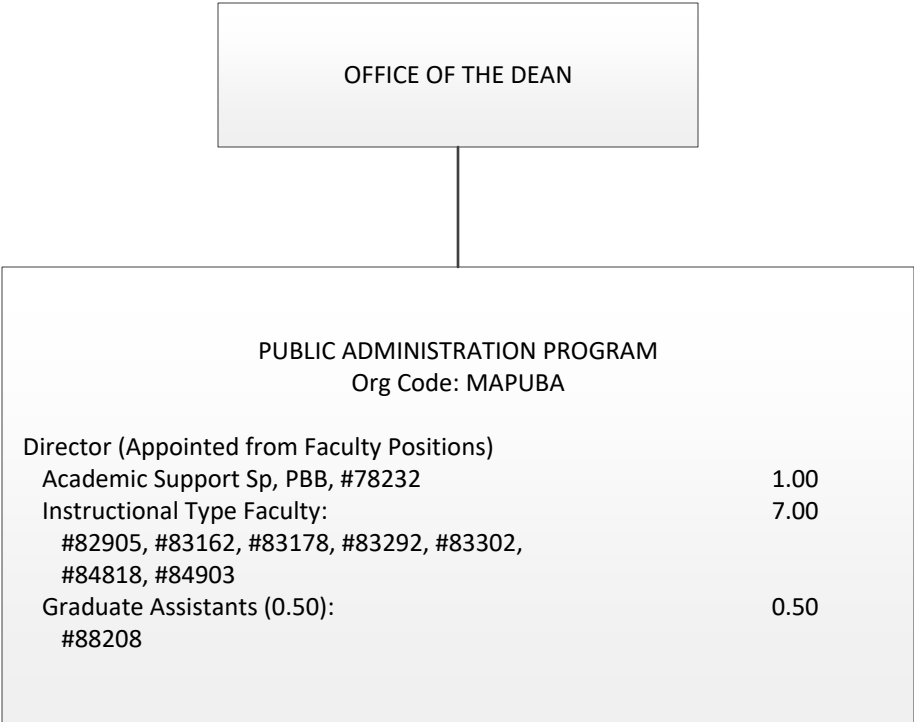 OFFICE OF THE DEAN
PUBLIC ADMINISTRATION PROGRAM
Org Code: MAPUBA
Director (Appointed from Faculty Positions)
Academic Support Sp, PBB, #78232 1.00
Instructional Type Faculty: 7.00
#82905, #83162, #83178, #83292, #83302,
#84818, #84903
Graduate Assistants (0.50): 0.50
#88208